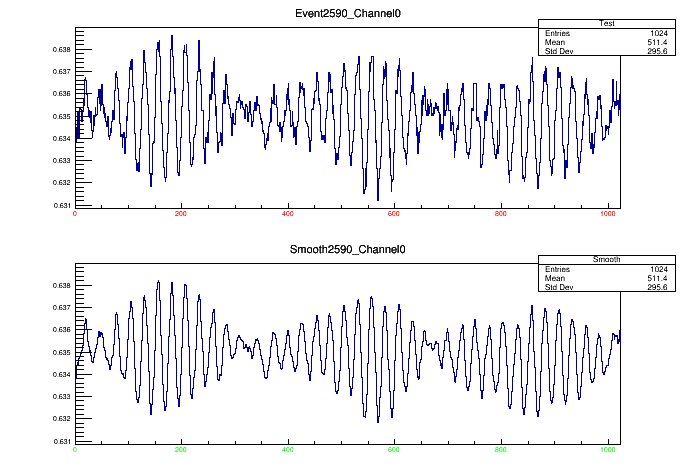 Event2590_Channel0
Test
Entries 1024
Mean 511.4
Std Dev 295.6
0.638
0.637
0.636
0.635
0.634
0.633
0.632
0.631
0 200 400 600 800 1000
Smooth2590_Channel0
Smooth
Entries 1024
Mean 511.4
Std Dev 295.6
0.638
0.637
0.636
0.635
0.634
0.633
0.632
0.631
0 200 400 600 800 1000